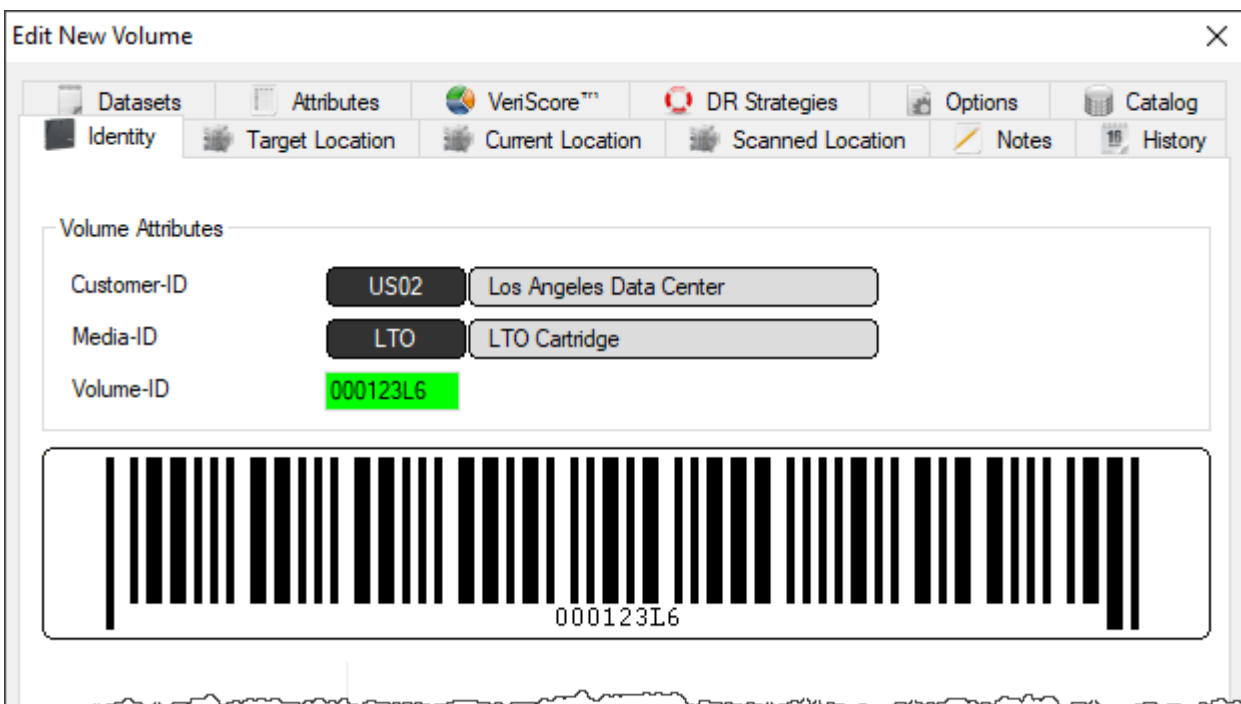 Edit New Volume
Datasets Attributes VeriScore™ DR Strategies Options Catalog
Identity Target Location Current Location Scanned Location Notes 16 History
Volume Attributes
Customer-ID US02 Los Angeles Data Center
Media-ID LTO LTO Cartridge
Volume-ID 000123L6
000123L6